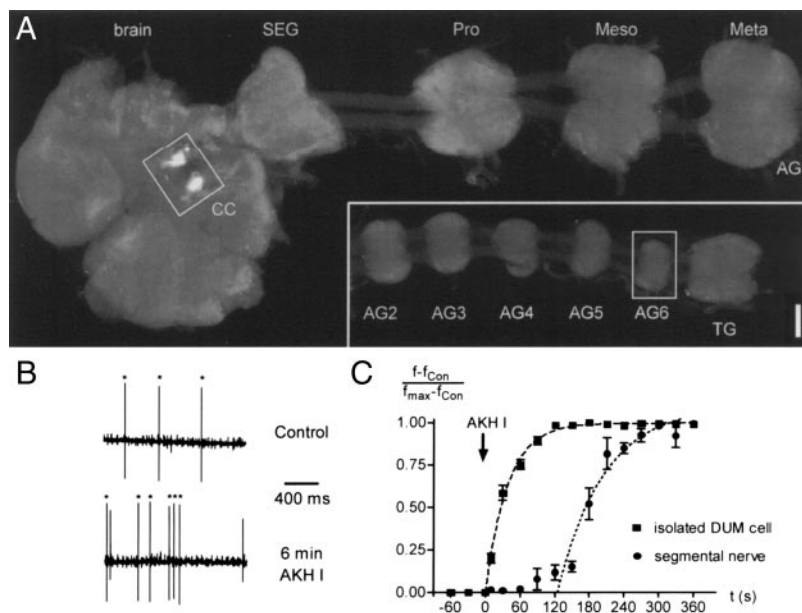 A
brain
SEG
Pro
Meso
Meta
CC
AG
AG2
AG3
AG4
AG5
AG6
TG
B
* * *
Control
400 ms
* * * ***
6 min
AKH I
C
f-fCon
fmax-fCon
AKH I
1.00
0.75
0.50
0.25
0.00
isolated DUM cell
segmental nerve
-60 0 60 120 180 240 300 360 t (s)